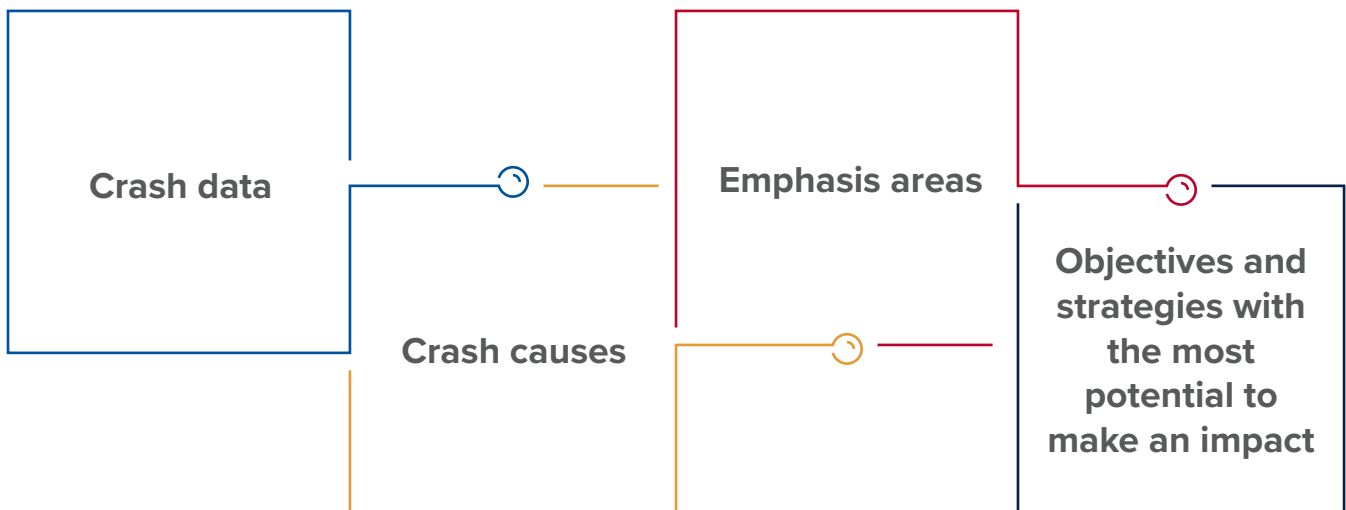 Crash data
Crash causes
Emphasis areas
Objectives and
strategies with
the most
potential to
make an impact